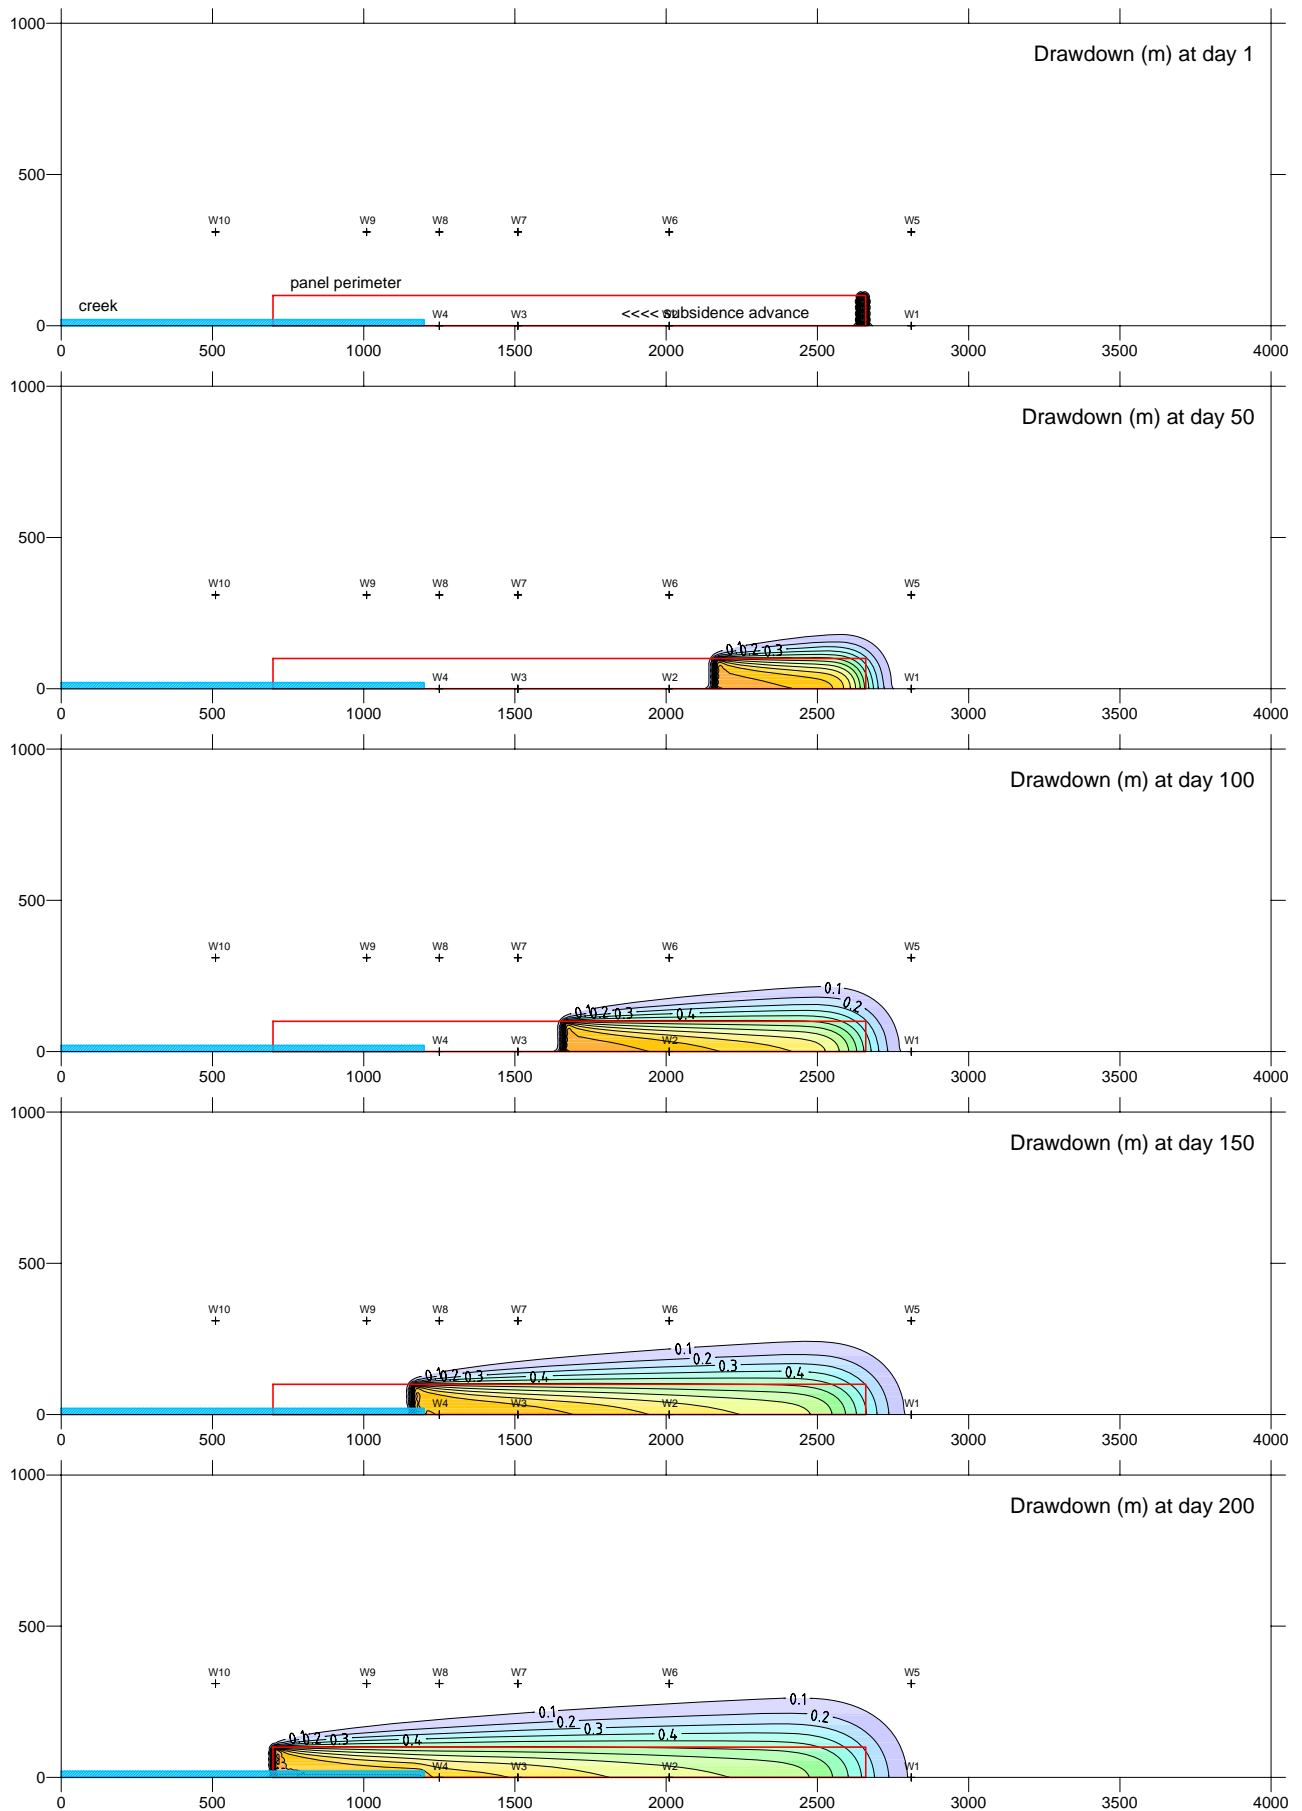 1000
Drawdown (m) at day 1
500
W10 W9 W8 W7 W6 W5
panel perimeter
creek
<<<< subsidence advance
W4 W3 W1
0
0 500 1000 1500 2000 2500 3000 3500 4000
1000
Drawdown (m) at day 50
500
W10 W9 W8 W7 W6 W5
0.1 0.2 0.3
W4 W3 W2 W1
0
0 500 1000 1500 2000 2500 3000 3500 4000
1000
Drawdown (m) at day 100
500
W10 W9 W8 W7 W6 W5
0.1
0.2
0.1 0.2 0.3 0.4
W4 W3 W2 W1
0
0 500 1000 1500 2000 2500 3000 3500 4000
1000
Drawdown (m) at day 150
500
W10 W9 W8 W7 W6 W5
0.1
0.2
0.3
0.1 0.2 0.3 0.4 0.4
W4 W3 W2 W1
0
0 500 1000 1500 2000 2500 3000 3500 4000
1000
Drawdown (m) at day 200
500
W10 W9 W8 W7 W6 W5
0.1
0.1
0.2 0.2
0.3 0.4
0.1 0.2 0.3 0.4
W4 W3 W2 W1
0
0 500 1000 1500 2000 2500 3000 3500 4000